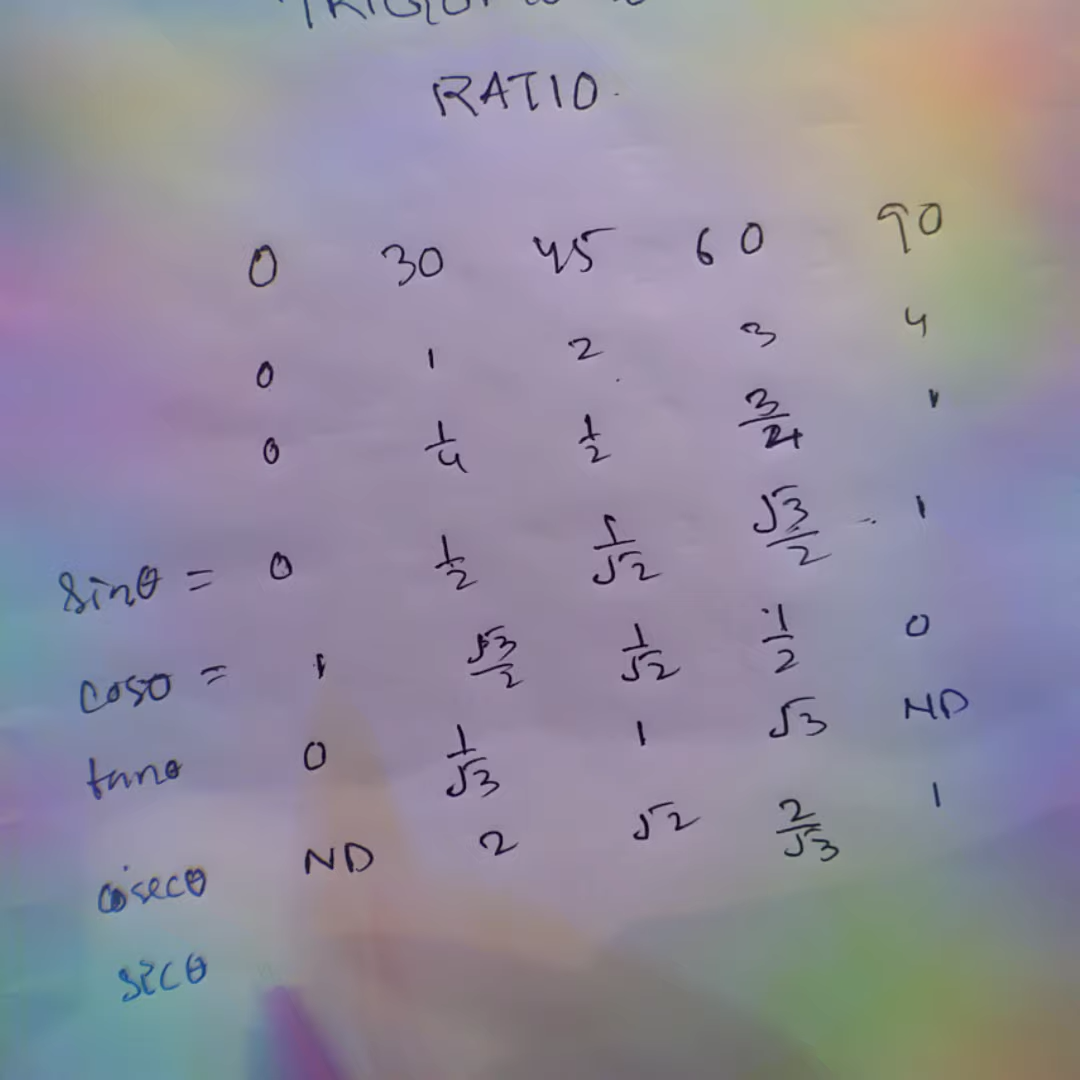 RATIO.
0 30 45 60 90
0 1 2 3 4
0 1/4 1/2 3/4 1
sinθ = 0 1/2 1/√2 √3/2 1
cosθ = 1 √3/2 1/√2 1/2 0
tanθ 0 1/√3 1 √3 ND
cosecθ ND 2 √2 2/√3 1
secθ